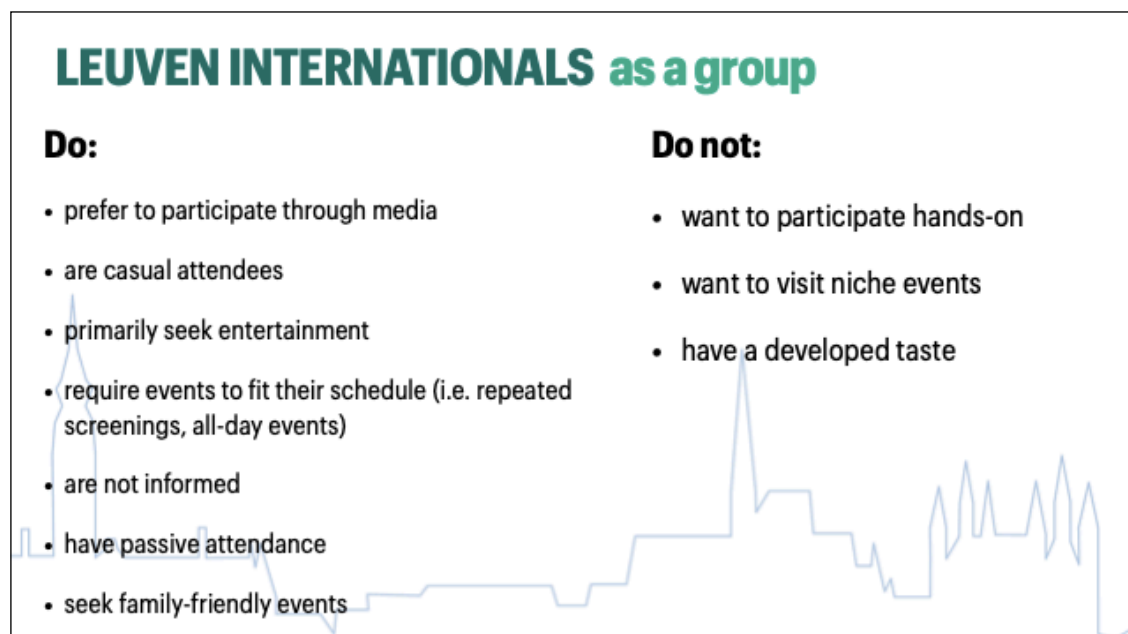 LEUVEN INTERNATIONALS as a group
Do:
• prefer to participate through media
• are casual attendees
• primarily seek entertainment
• require events to fit their schedule (i.e. repeated
screenings, all-day events)
• are not informed
• have passive attendance
• seek family-friendly events
Do not:
• want to participate hands-on
• want to visit niche events
• have a developed taste